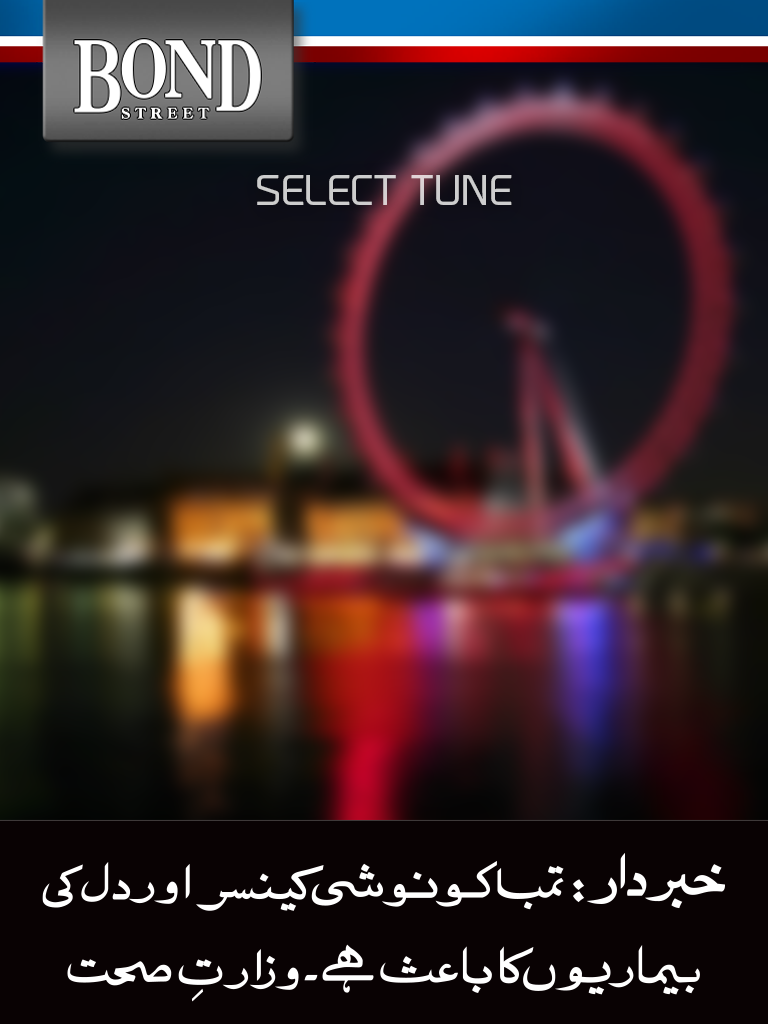 BOND
STREET
SELECT TUNE
خبردار: تمباکو نوشی کینسر اور دل کی
بیماریوں کا باعث ہے۔ وزارتِ صحت